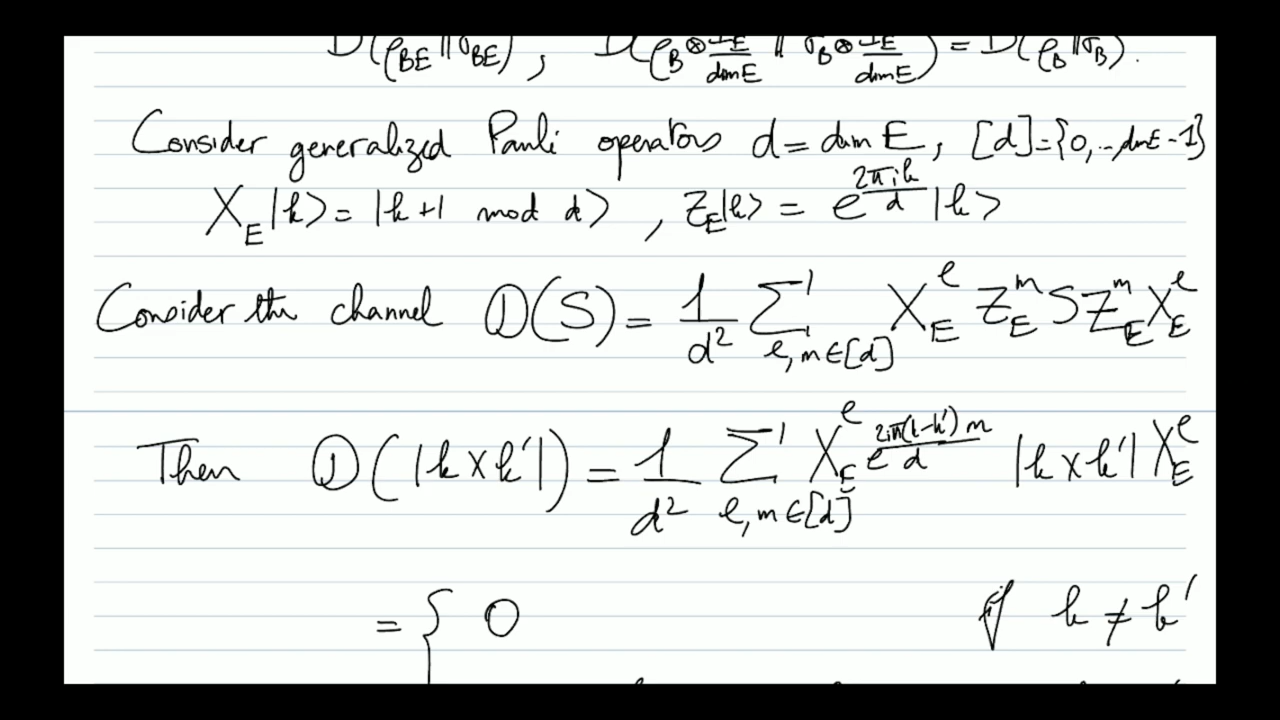 D(ρ_BE || σ_BE) , D(ρ_B ⊗ I_E/dim E || σ_B ⊗ I_E/dim E) = D(ρ_B || σ_B).
Consider generalized Pauli operators d = dim E, [d]={0,..,dim E - 1}
X_E |k> = |k+1 mod d> , Z_E |k> = e^{2πik/d} |k>
Consider the channel D(S) = 1/d² Σ_{l,m∈[d]} X_E^l Z_E^m S Z_E^m X_E^l
Then D(|k><k'|) = 1/d² Σ_{l,m∈[d]} X_E^l e^{2iπ(k-k')m/d} |k><k'| X_E^l
= { 0 if k ≠ k'